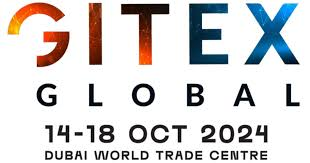 GITEX
GLOBAL
14-18 OCT 2024
DUBAI WORLD TRADE CENTRE